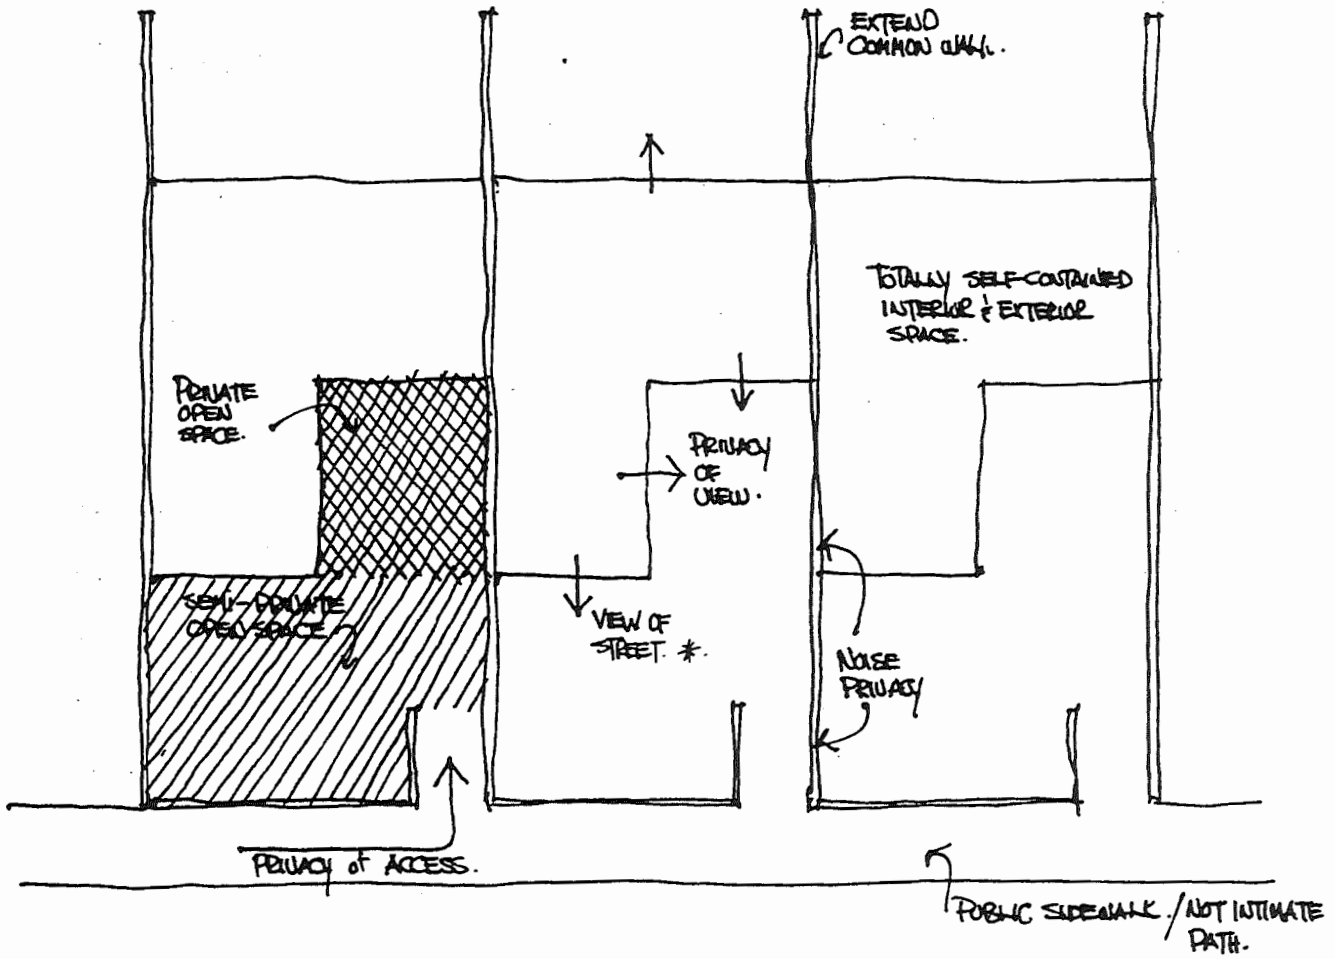 EXTEND
COMMON WALL.
TOTALLY SELF-CONTAINED
INTERIOR & EXTERIOR
SPACE.
PRIVATE
OPEN
SPACE.
PRIVACY
OF
VIEW.
SEMI-PRIVATE
OPEN SPACE
VIEW OF
STREET. *.
NOISE
PRIVACY
PRIVACY of ACCESS.
PUBLIC SIDEWALK. / NOT INTIMATE
PATH.